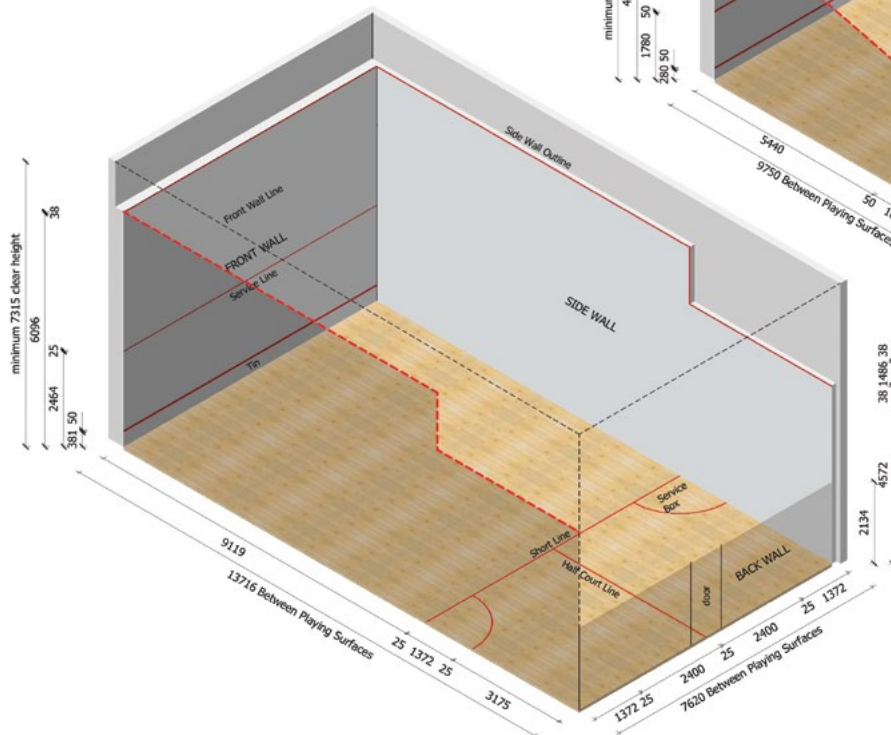 minimum
4
50
1780
280 50
5440
9750 Between Playing Surfaces
50
Side Wall Outline
Front Wall Line
FRONT WALL
Service Line
Tin
SIDE WALL
minimum 7315 clear height
6096
38
25
2464
381 50
Service
Box
Short Line
Half Court Line
door
BACK WALL
38 1486 38
4572
2134
9119
13716 Between Playing Surfaces
25 1372 25
3175
1372 25
2400
25
2400
25 1372
7620 Between Playing Surfaces